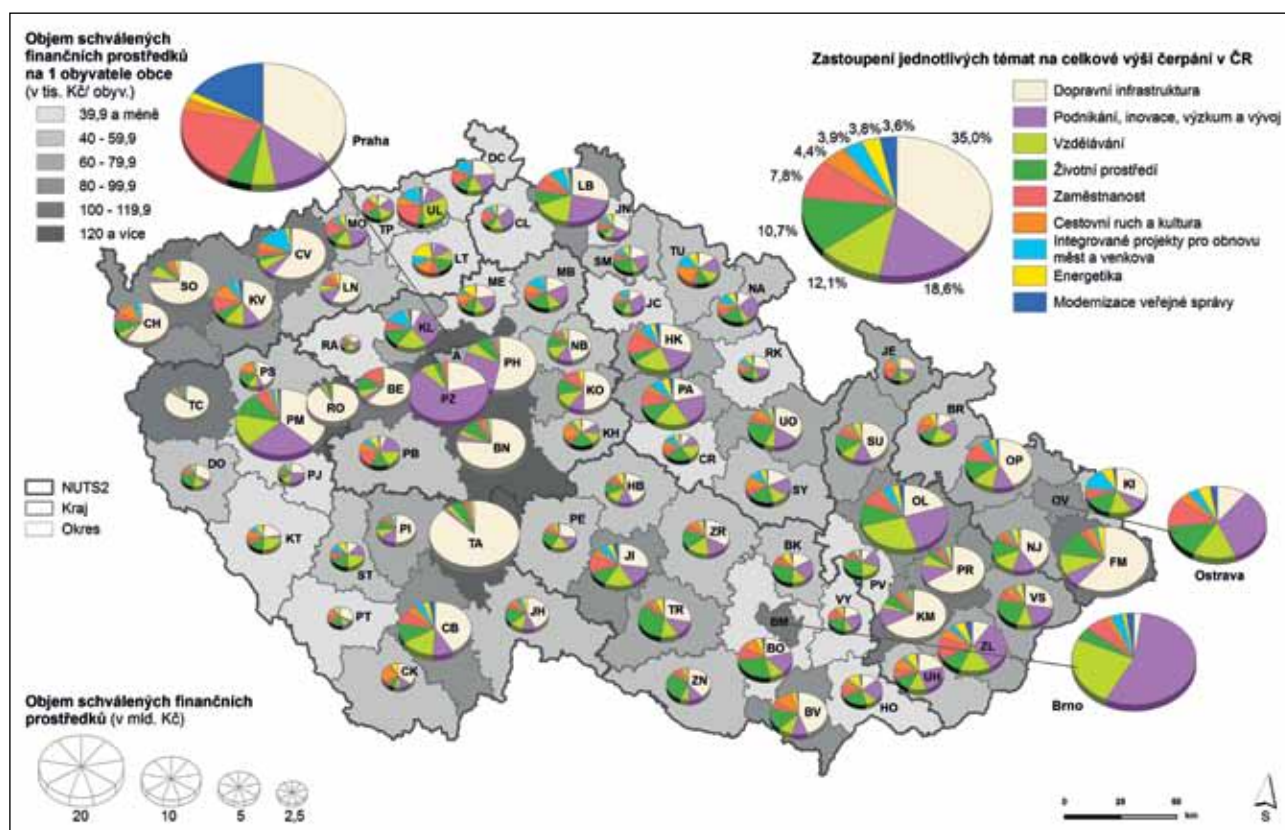 Objem schválených
finančních prostředků
na 1 obyvatele obce
(v tis. Kč/ obyv.)
39,9 a méně
40 - 59,9
60 - 79,9
80 - 99,9
100 - 119,9
120 a více
Praha
Zastoupení jednotlivých témat na celkové výši čerpání v ČR
35,0%
18,6%
12,1%
10,7%
7,8%
4,4%
3,9%
3,8%
3,6%
Dopravní infrastruktura
Podnikání, inovace, výzkum a vývoj
Vzdělávání
Životní prostředí
Zaměstnanost
Cestovní ruch a kultura
Integrované projekty pro obnovu
měst a venkova
Energetika
Modernizace veřejné správy
DC
LB
UL
TP
MO
CL
JN
CV
LT
SM
TU
SO
KV
LN
ME
MB
JC
NA
CH
RA
KL
NB
HK
RK
JE
A
PH
PS
BE
PZ
KO
PA
TC
RO
PM
UO
BR
BN
KH
SU
DO
PJ
PB
CR
OP
HB
SY
KI
OV
OL
KT
PI
TA
PE
ZR
BK
NJ
FM
ST
JI
PV
PR
VY
VS
PT
CB
JH
TR
BM
KM
BO
ZL
CK
ZN
UH
HO
BV
Ostrava
Brno
NUTS2
Kraj
Okres
Objem schválených finančních
prostředků (v mld. Kč)
20
10
5
2,5
0
25
50
km
S